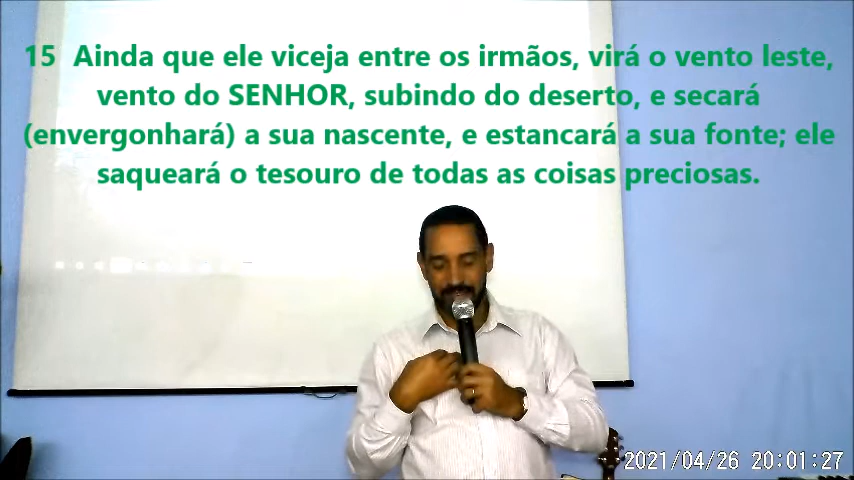 15  Ainda que ele viceja entre os irmãos, virá o vento leste,
vento do SENHOR, subindo do deserto, e secará
(envergonhará) a sua nascente, e estancará a sua fonte; ele
saqueará o tesouro de todas as coisas preciosas.
2021/04/26 20:01:27